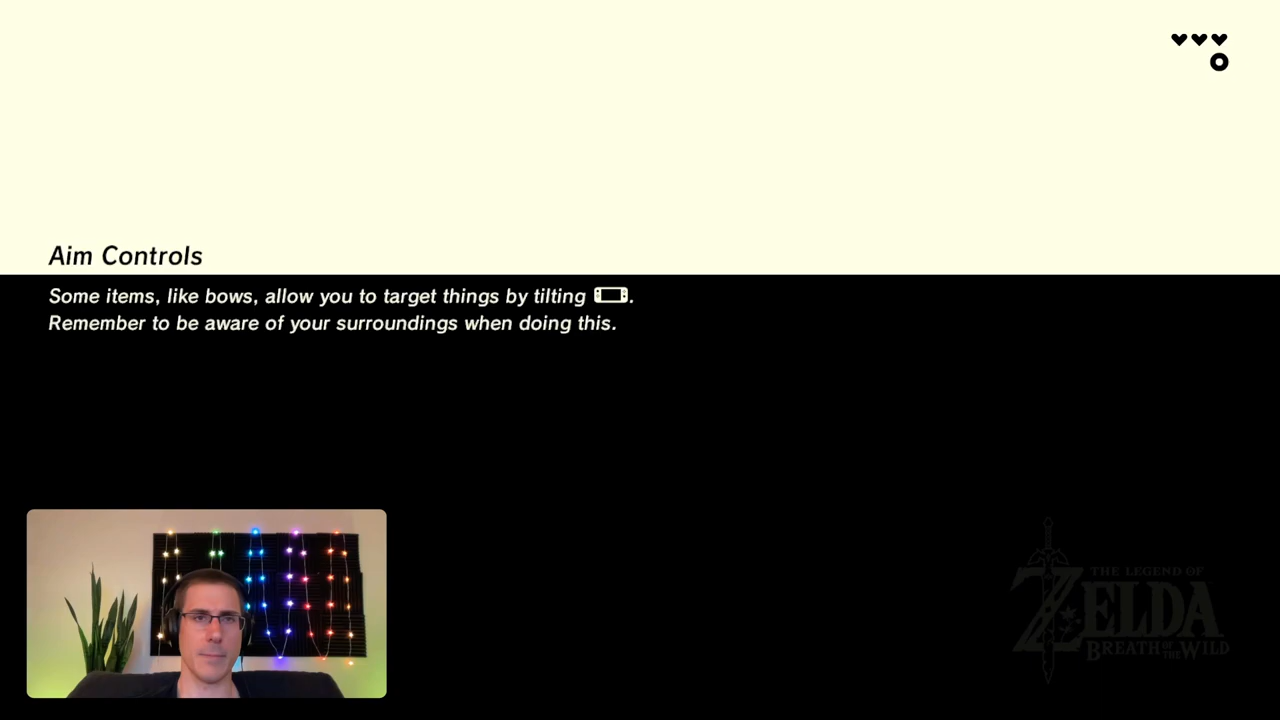 Aim Controls
Some items, like bows, allow you to target things by tilting .
Remember to be aware of your surroundings when doing this.
THE LEGEND OF
ZELDA
BREATH OF THE WILD